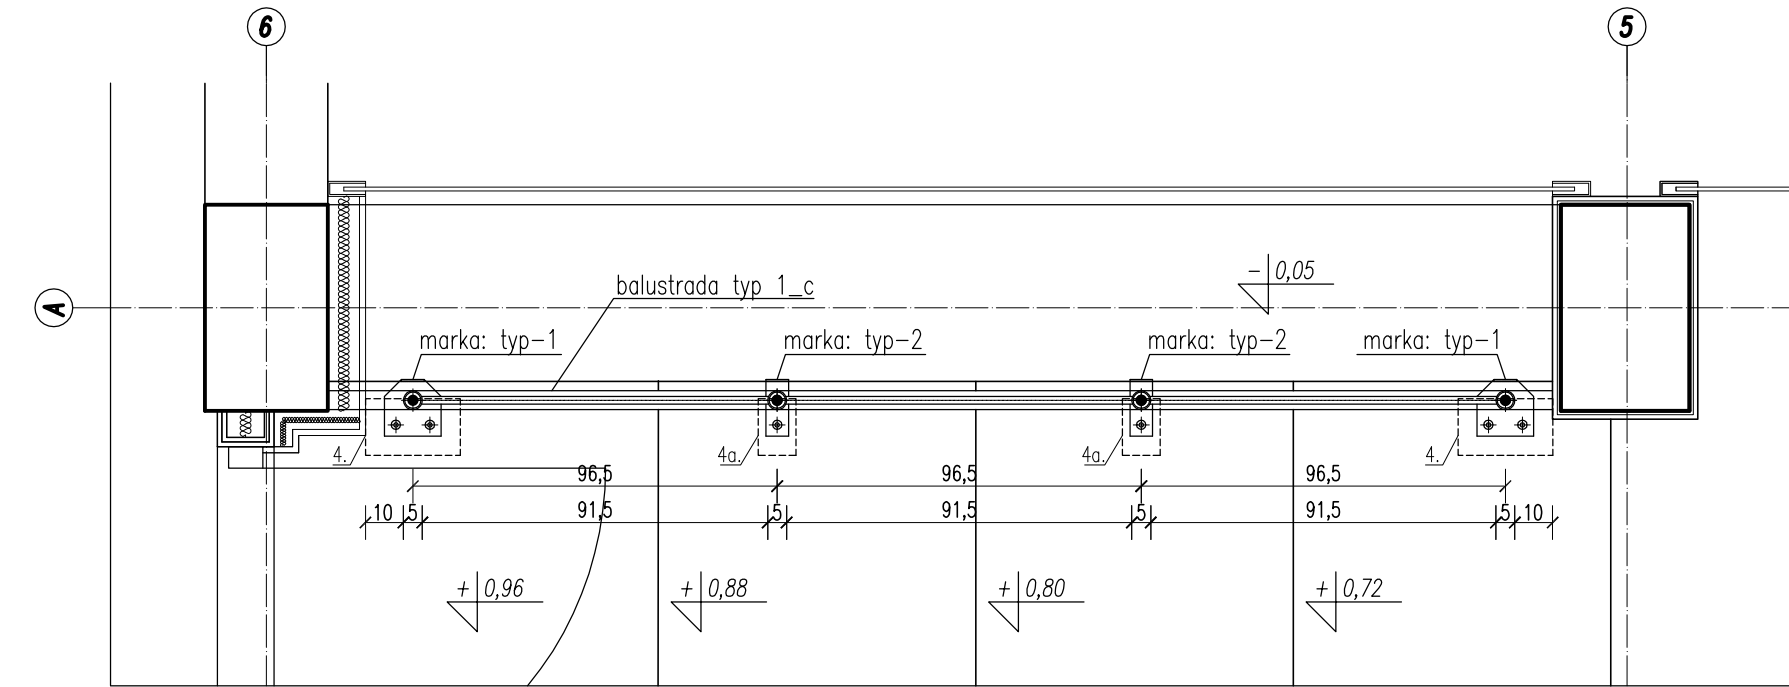 6 5
A
- 0,05
balustrada typ 1_c
marka: typ-1 marka: typ-2 marka: typ-2 marka: typ-1
4. 4a. 4a. 4.
96,5 96,5 96,5
10 5 91,5 5 91,5 5 91,5 5 10
+ 0,96 + 0,88 + 0,80 + 0,72